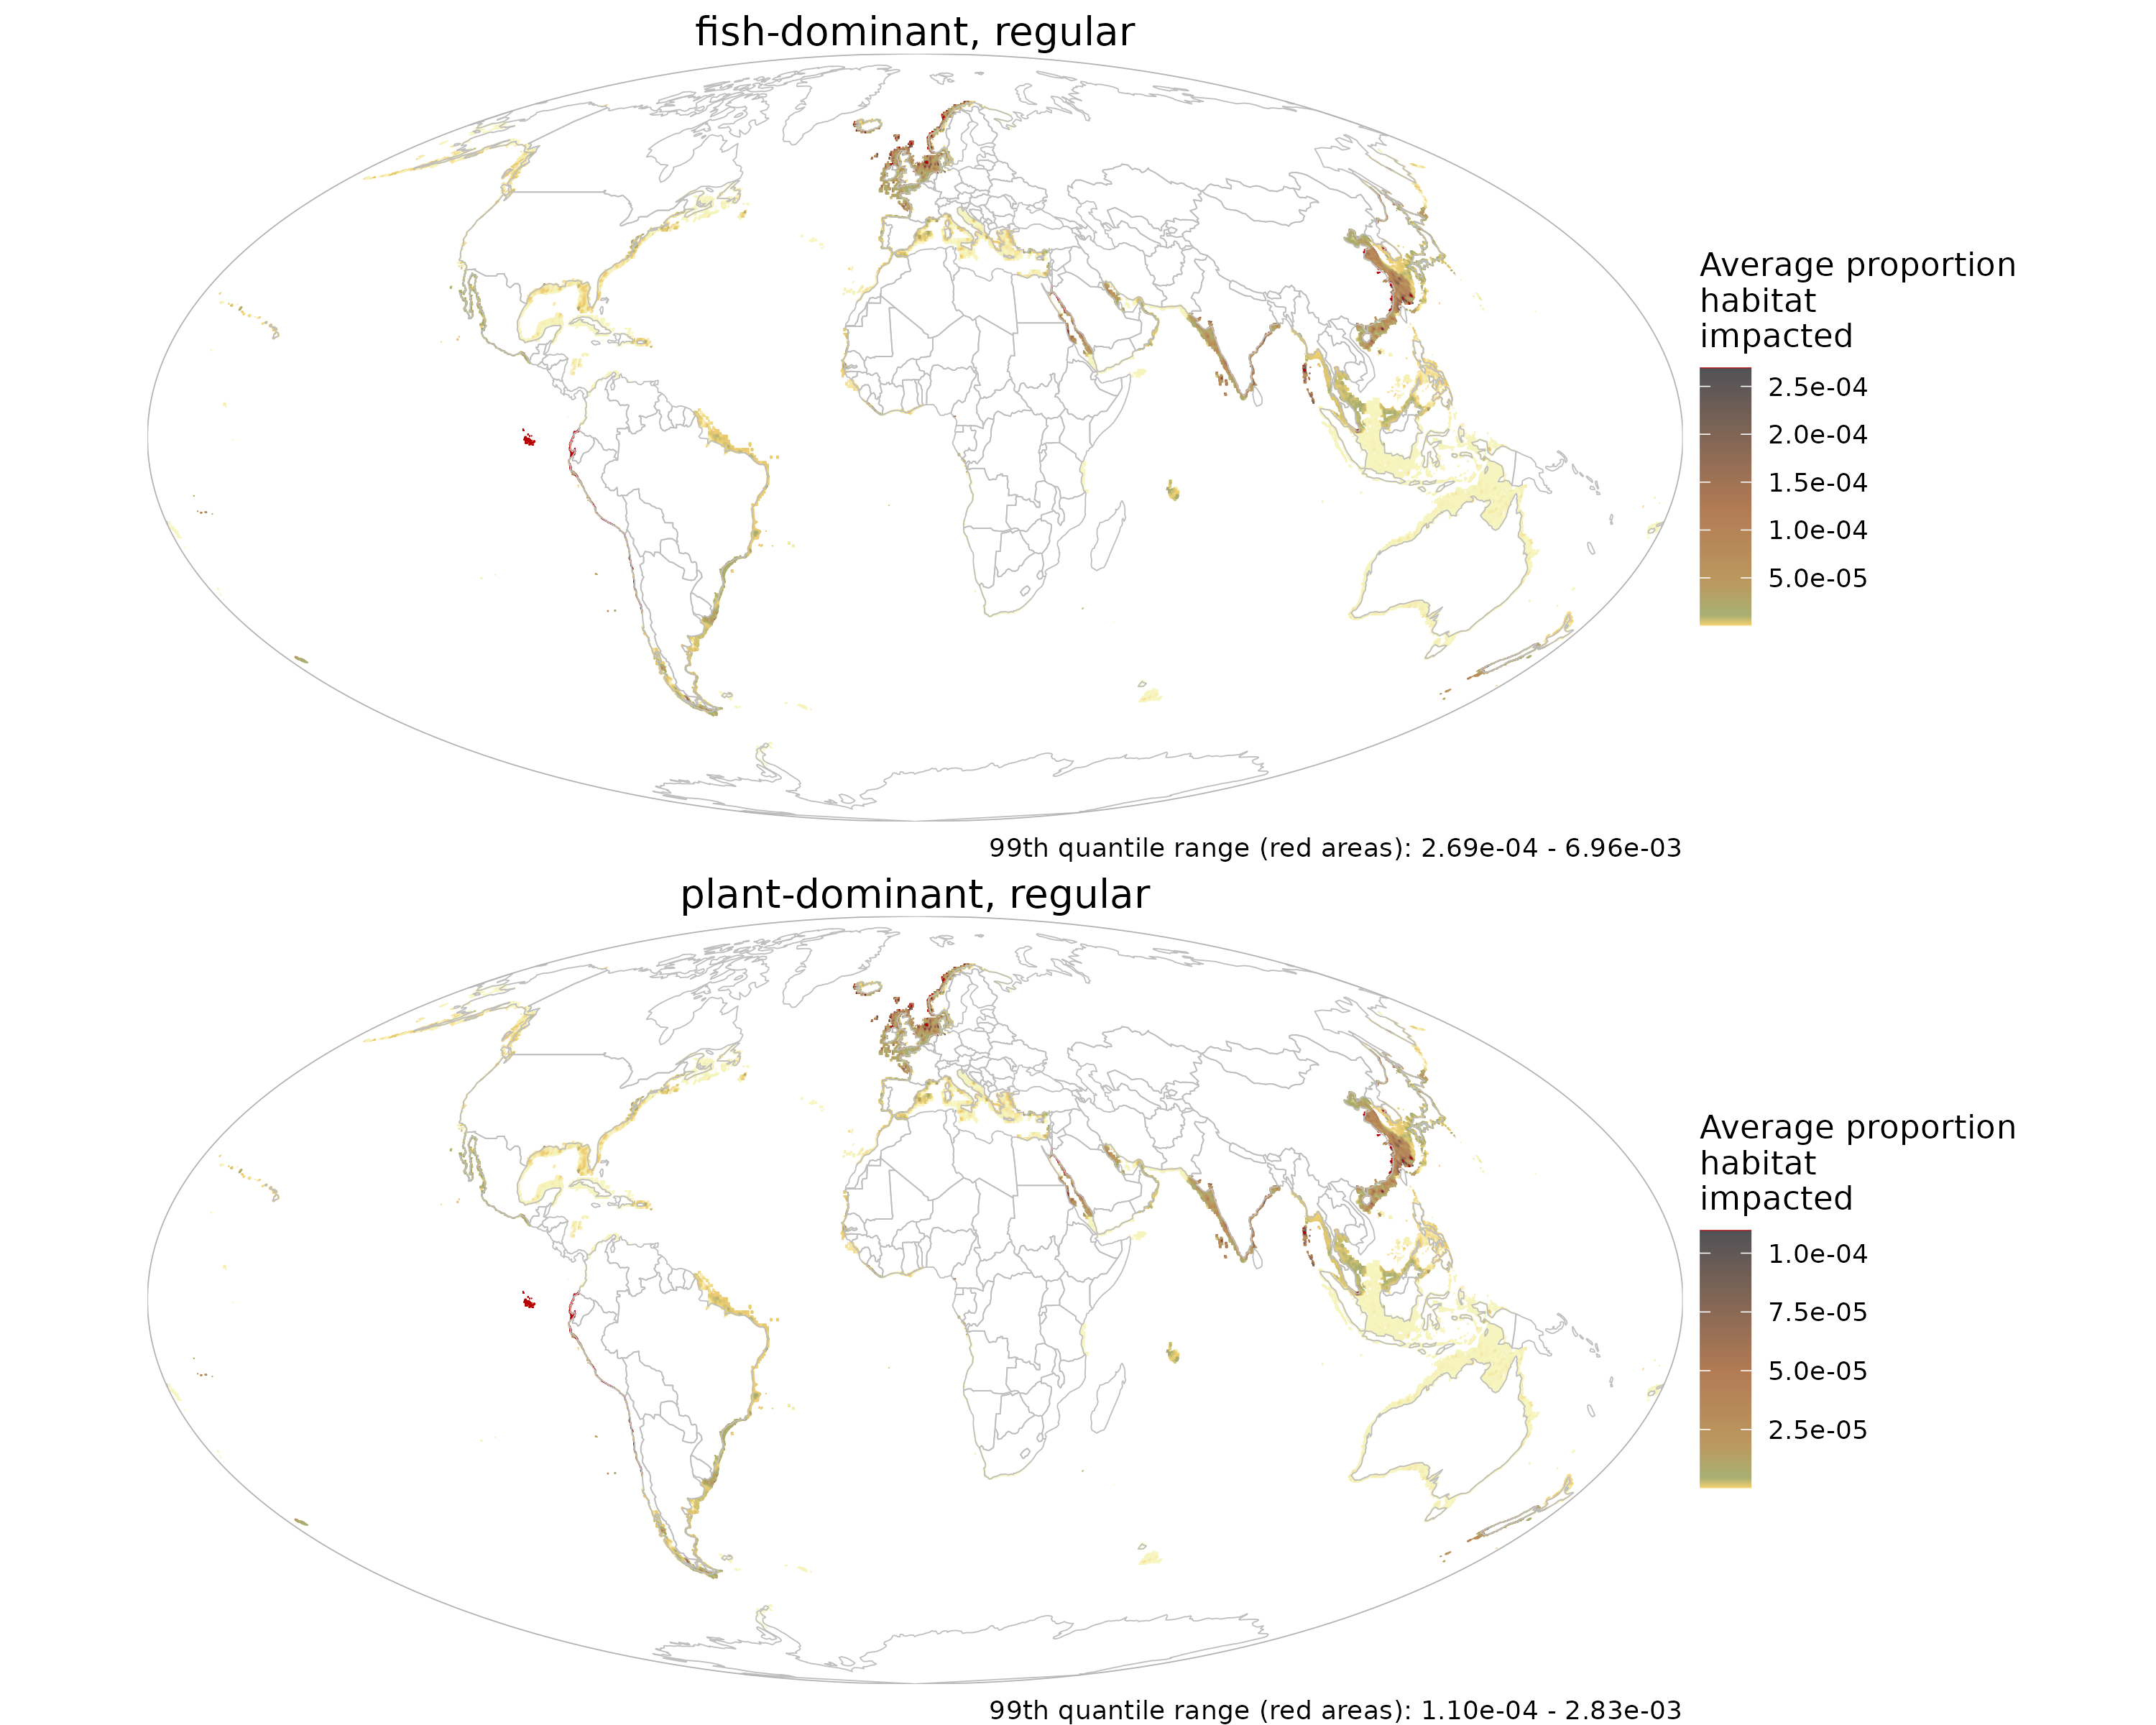 fish-dominant, regular
Average proportion
habitat
impacted
2.5e-04
2.0e-04
1.5e-04
1.0e-04
5.0e-05
99th quantile range (red areas): 2.69e-04 - 6.96e-03
plant-dominant, regular
Average proportion
habitat
impacted
1.0e-04
7.5e-05
5.0e-05
2.5e-05
99th quantile range (red areas): 1.10e-04 - 2.83e-03